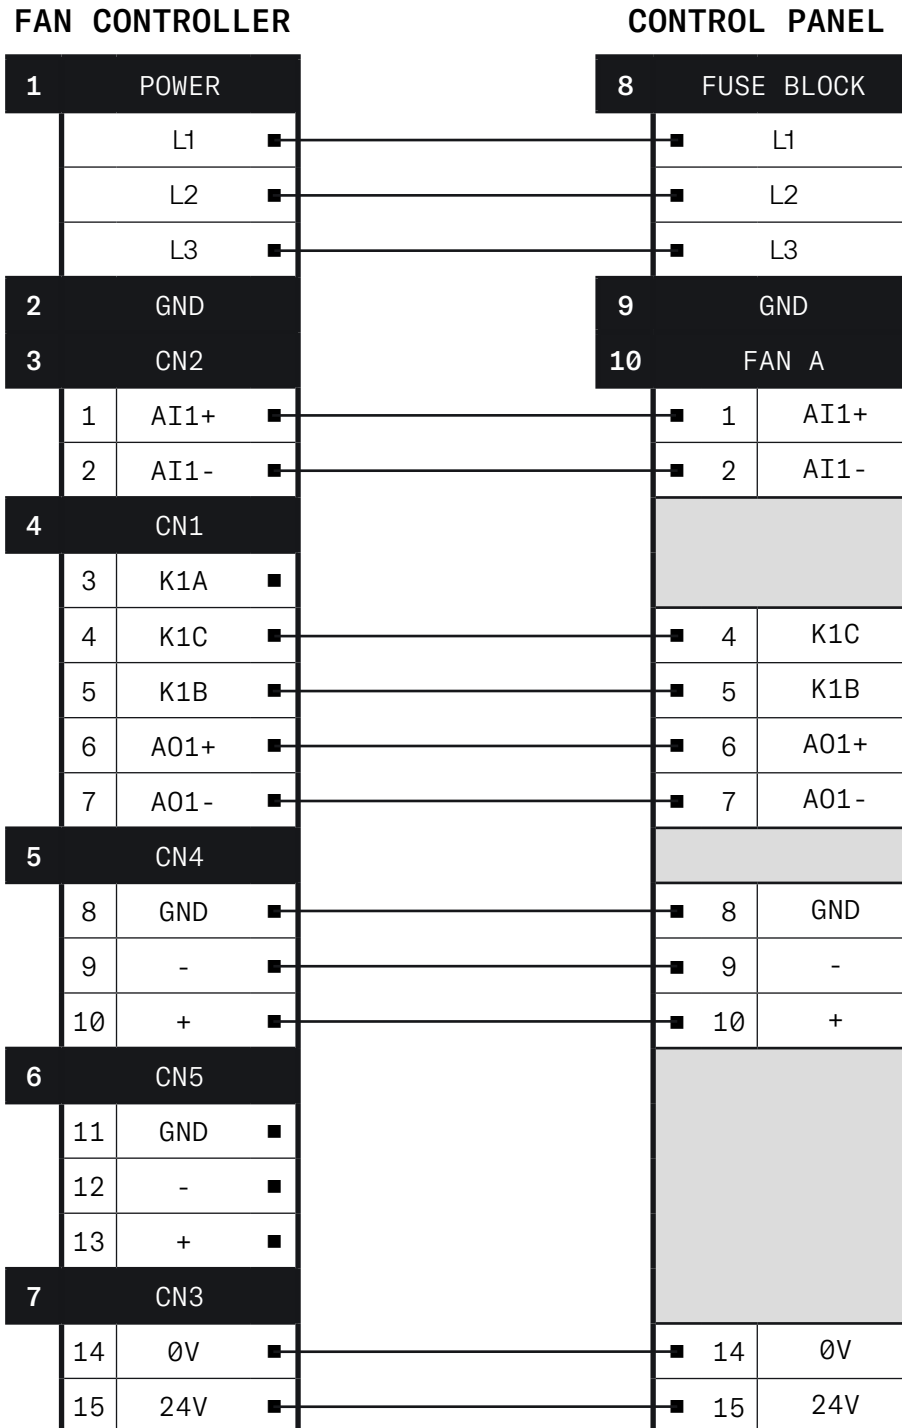 FAN CONTROLLER CONTROL PANEL
1 POWER 8 FUSE BLOCK
L1 L1
L2 L2
L3 L3
2 GND 9 GND
3 CN2 10 FAN A
1 AI1+ 1 AI1+
2 AI1- 2 AI1-
4 CN1
3 K1A
4 K1C 4 K1C
5 K1B 5 K1B
6 AO1+ 6 AO1+
7 AO1- 7 AO1-
5 CN4
8 GND 8 GND
9 - 9 -
10 + 10 +
6 CN5
11 GND
12 -
13 +
7 CN3
14 0V 14 0V
15 24V 15 24V